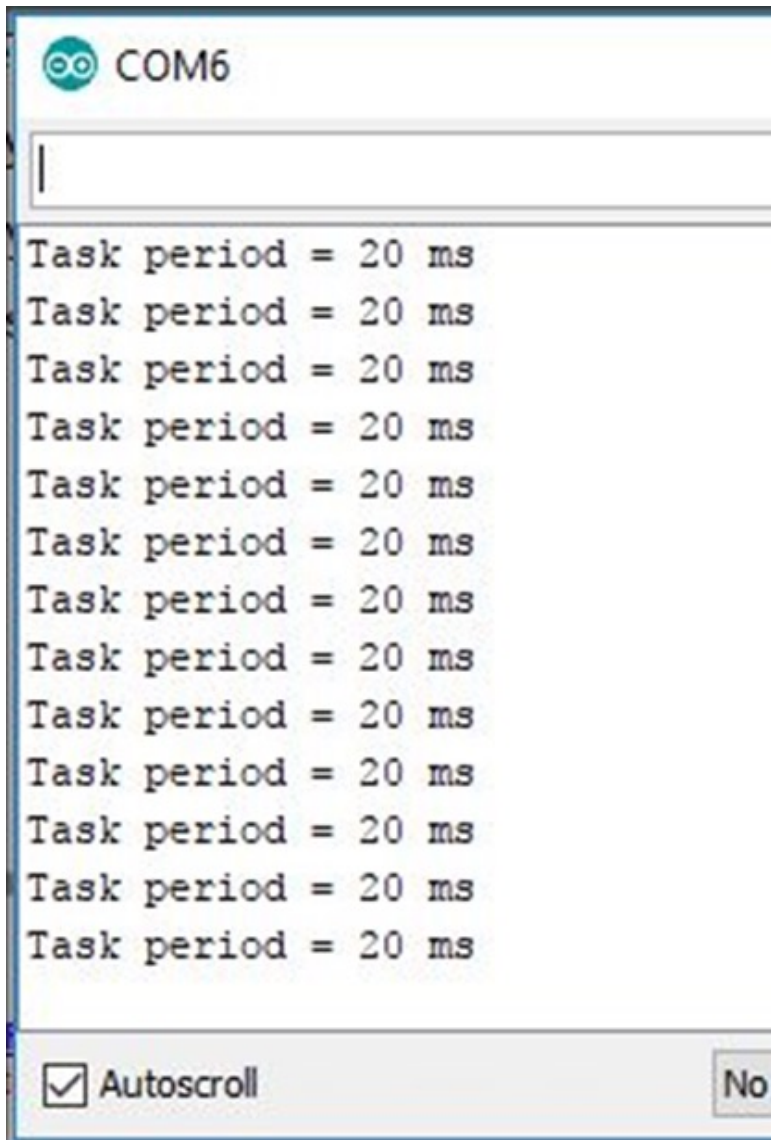 COM6
Task period = 20 ms
Task period = 20 ms
Task period = 20 ms
Task period = 20 ms
Task period = 20 ms
Task period = 20 ms
Task period = 20 ms
Task period = 20 ms
Task period = 20 ms
Task period = 20 ms
Task period = 20 ms
Task period = 20 ms
Task period = 20 ms
Autoscroll No